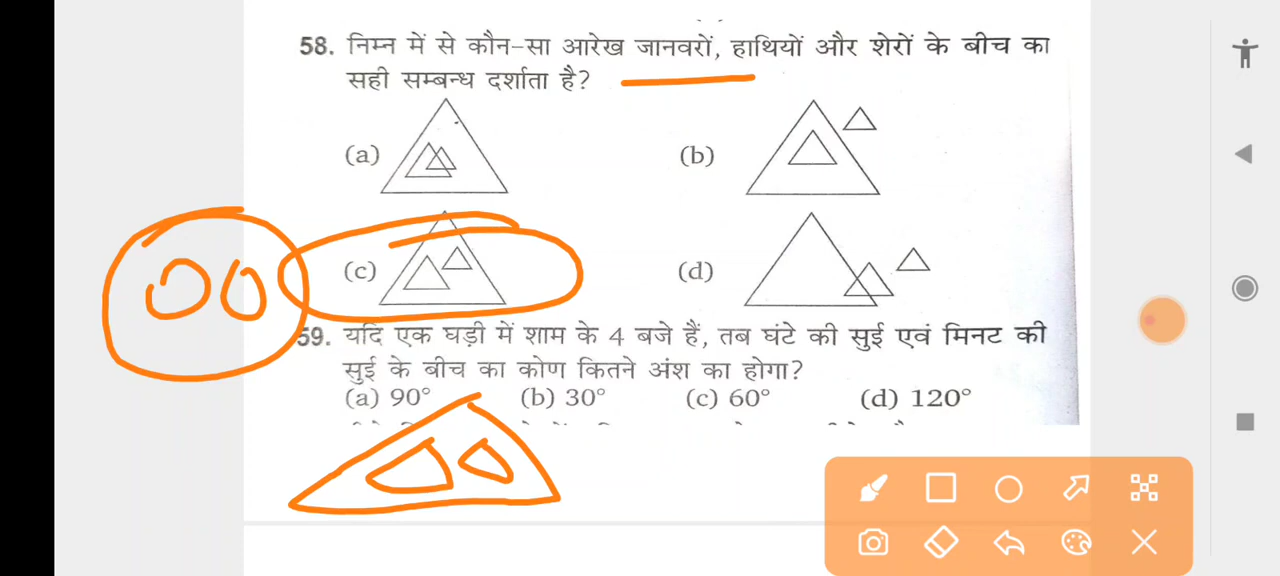 58. निम्न में से कौन-सा आरेख जानवरों, हाथियों और शेरों के बीच का
सही सम्बन्ध दर्शाता है?
(a) (b)
(c) (d)
59. यदि एक घड़ी में शाम के 4 बजे हैं, तब घंटे की सुई एवं मिनट की
सुई के बीच का कोण कितने अंश का होगा?
(a) 90° (b) 30° (c) 60° (d) 120°